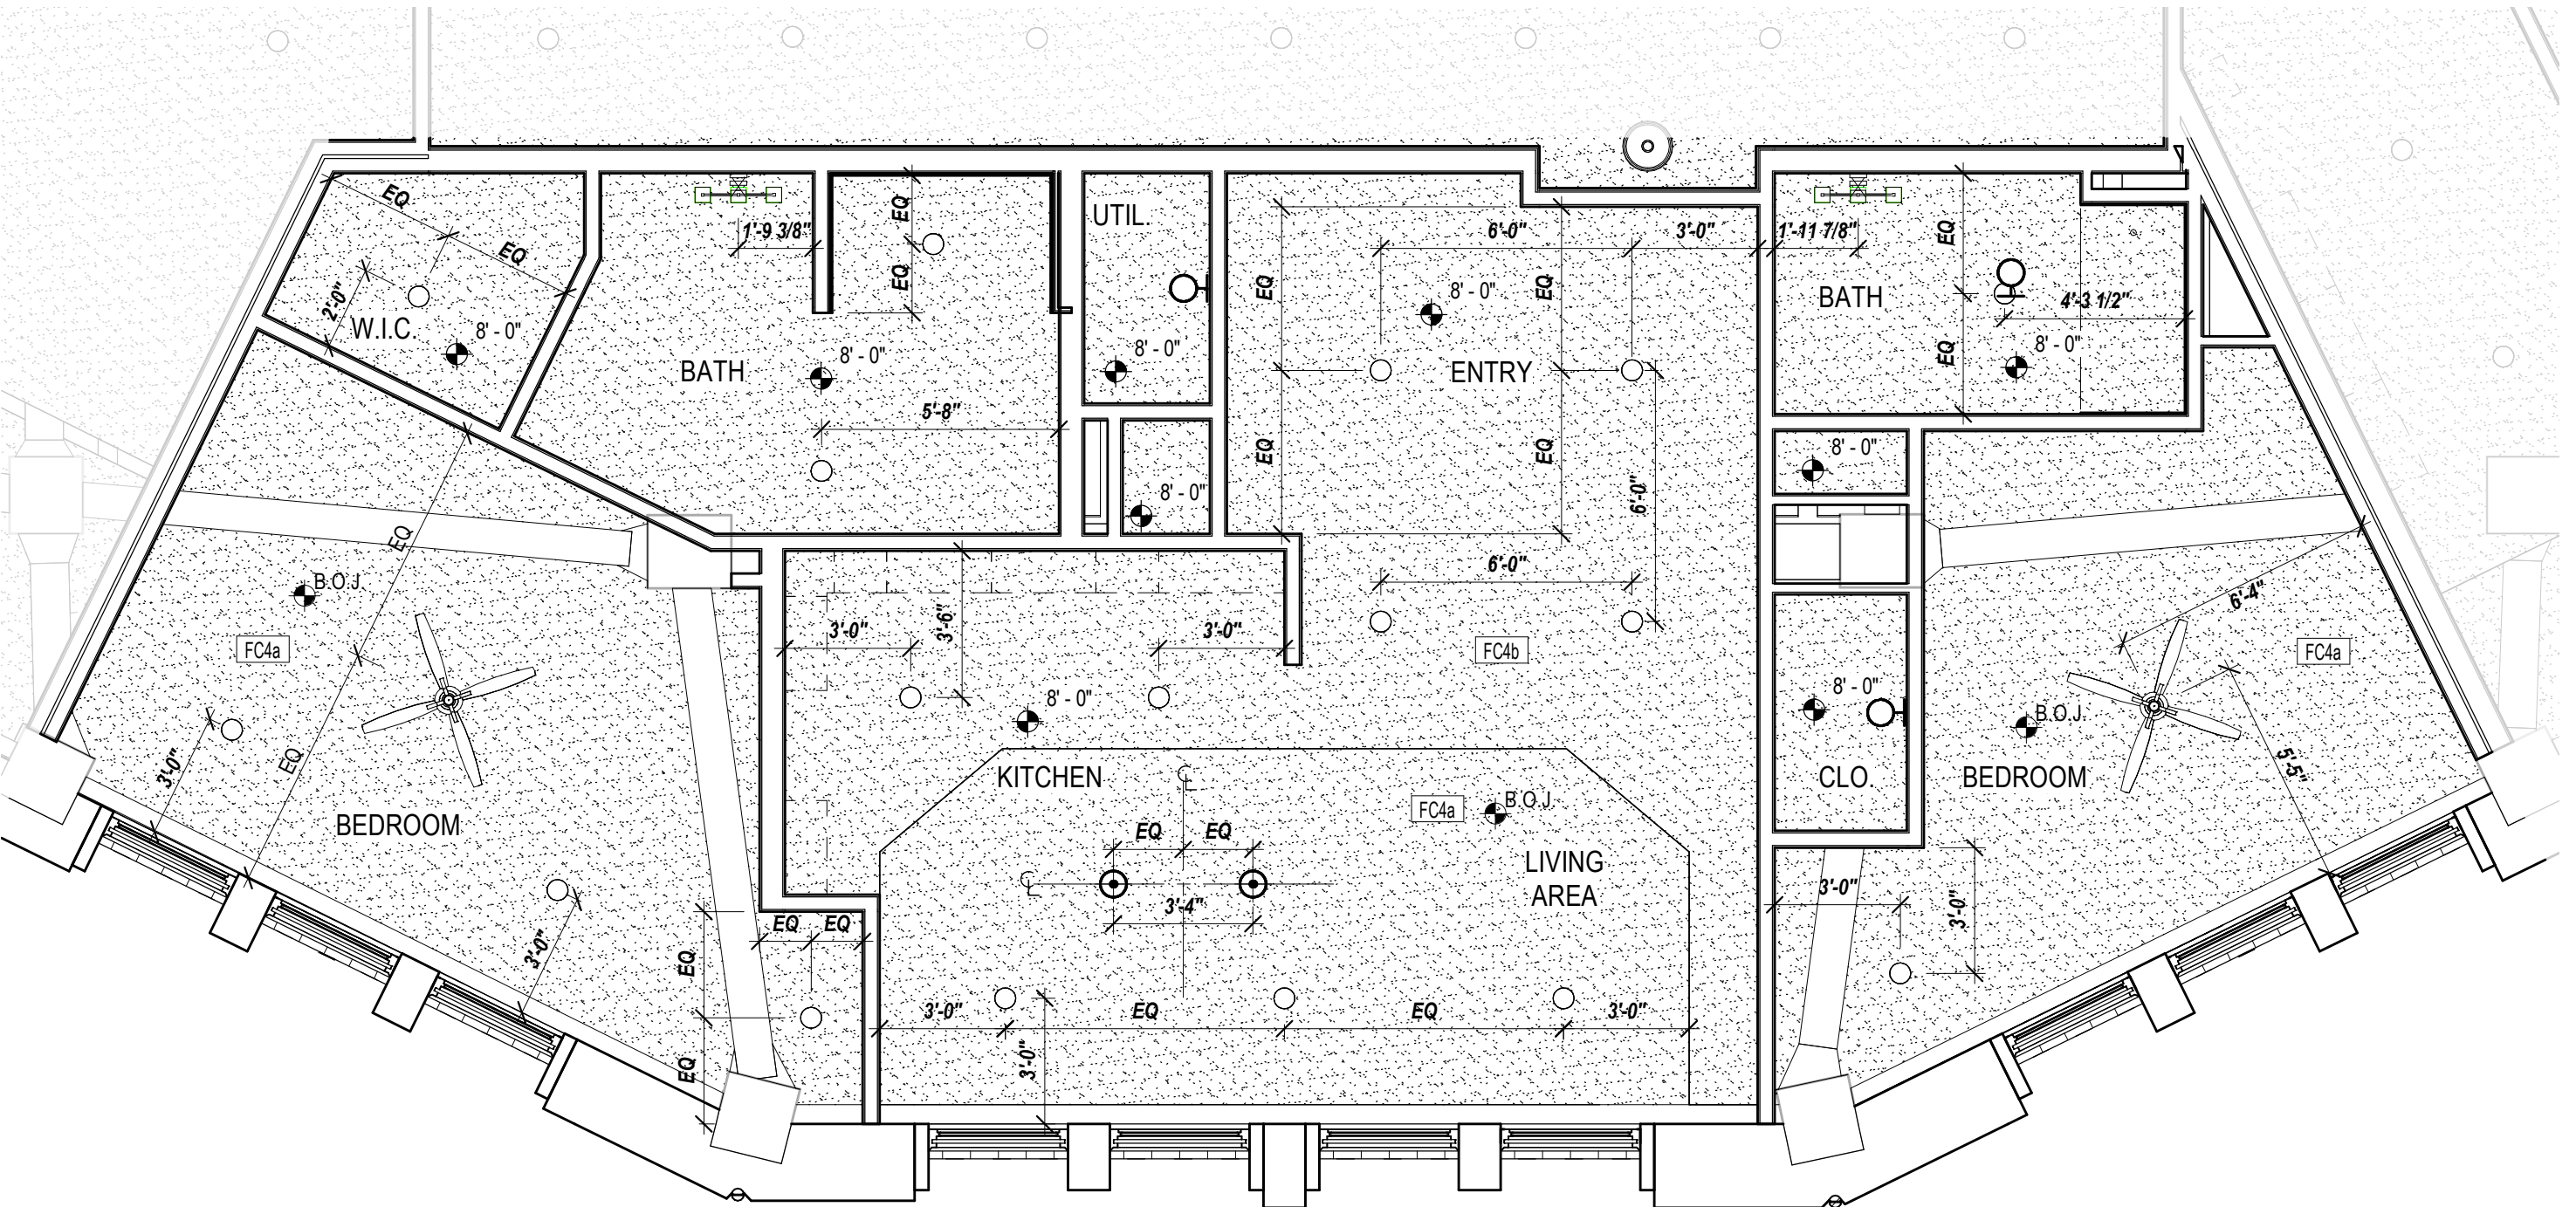 EQ
EQ
2'-0"
W.I.C.
8' - 0"
1'-9 3/8"
EQ
EQ
BATH
8' - 0"
5'-8"
UTIL.
8' - 0"
8' - 0"
6'-0"
3'-0"
EQ
EQ
8' - 0"
ENTRY
EQ
EQ
6'-0"
6'-0"
1'-11 7/8"
EQ
BATH
4'-3 1/2"
EQ
8' - 0"
8' - 0"
EQ
B.O.J.
FC4a
3'-0"
EQ
BEDROOM
3'-0"
EQ
EQ
EQ
EQ
3'-0"
3'-6"
3'-0"
8' - 0"
FC4b
KITCHEN
CL
EQ
EQ
CL
3'-4"
FC4a
B.O.J.
LIVING
AREA
3'-0"
EQ
EQ
3'-0"
3'-0"
8' - 0"
CLO.
6'-4"
FC4a
B.O.J.
5'-5"
BEDROOM
3'-0"
3'-0"